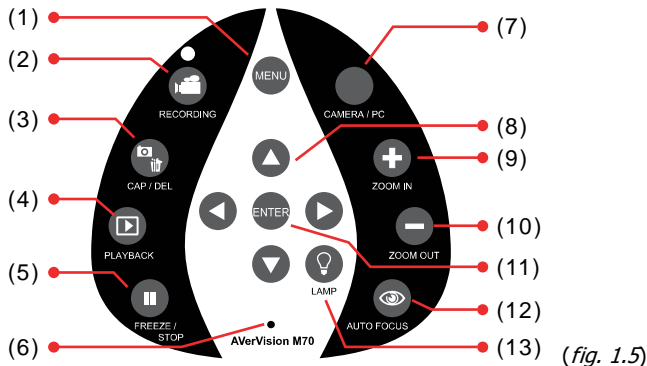 (1)
(2)
(3)
(4)
(5)
(6)
MENU
RECORDING
CAP / DEL
PLAYBACK
FREEZE /
STOP
ENTER
LAMP
AVerVision M70
CAMERA / PC
ZOOM IN
ZOOM OUT
AUTO FOCUS
(7)
(8)
(9)
(10)
(11)
(12)
(13)
(fig. 1.5)